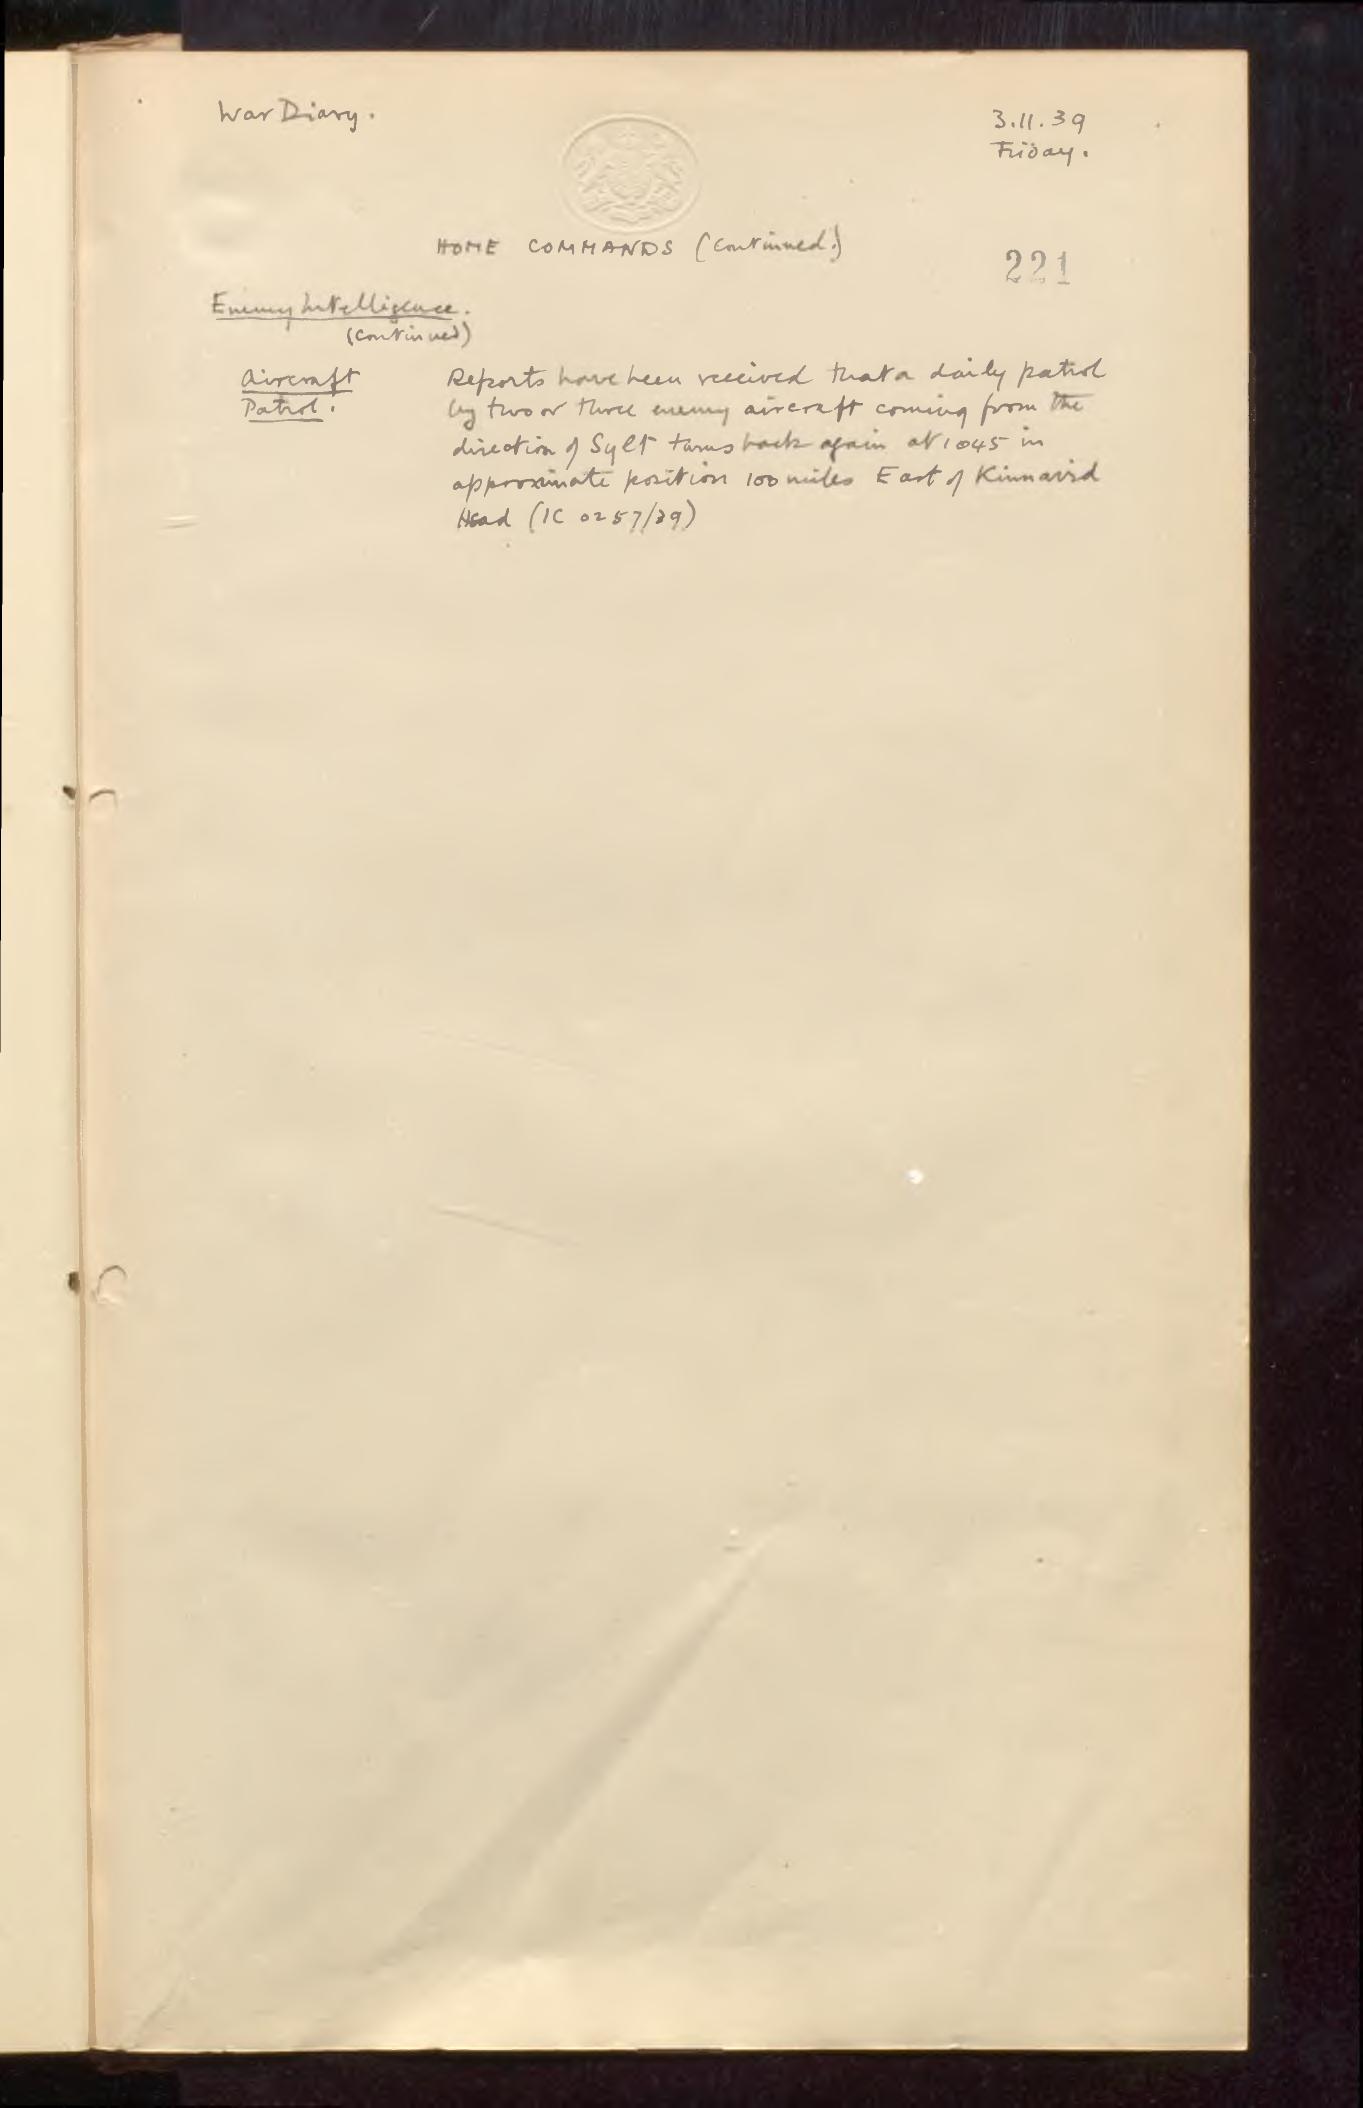 War Diary.
3.11.39
Friday.
HOME COMMANDS (Continued.)
221
Enemy Intelligence.
(Continued)
Aircraft
Patrol.
Reports have been received that a daily patrol
by two or three enemy aircraft coming from the
direction of Sylt turns back again at 1045 in
approximate position 100 miles East of Kinnaird
Head (IC 0257/39)